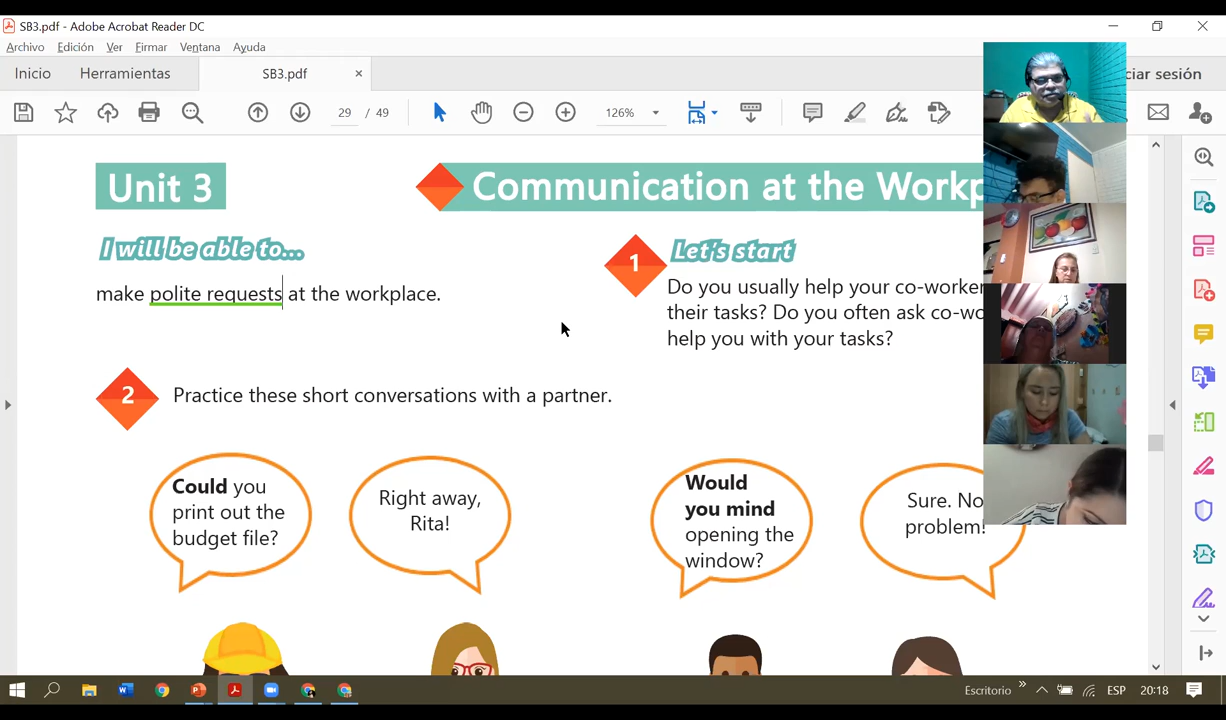 SB3.pdf - Adobe Acrobat Reader DC
Archivo Edición Ver Firmar Ventana Ayuda
Inicio Herramientas SB3.pdf × ciar sesión
29 / 49 126%
Unit 3
Communication at the Workp
I will be able to...
make polite requests at the workplace.
1 Let's start
Do you usually help your co-worker
their tasks? Do you often ask co-wo
help you with your tasks?
2 Practice these short conversations with a partner.
Could you
print out the
budget file?
Right away,
Rita!
Would
you mind
opening the
window?
Sure. No
problem!
Escritorio » ESP 20:18